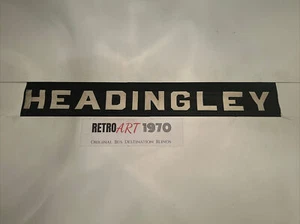 HEADINGLEY
RETRO ART 1970
ORIGINAL BUS DESTINATION BLINDS